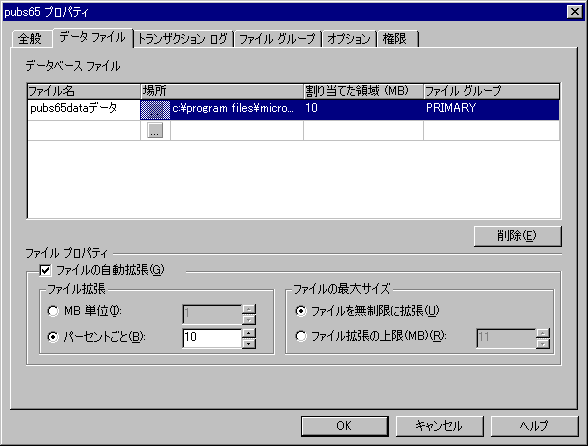 pubs65 プロパティ
全般 データ ファイル トランザクション ログ ファイル グループ オプション 権限
データベース ファイル
ファイル名 場所 割り当てた領域 (MB) ファイル グループ
pubs65dataデータ c:¥program files¥micro... 10 PRIMARY
...
削除(E)
ファイル プロパティ
ファイルの自動拡張(G)
ファイル拡張 ファイルの最大サイズ
MB 単位(I): 1 ファイルを無制限に拡張(U)
パーセントごと(B): 10 ファイル拡張の上限(MB)(R): 11
OK キャンセル ヘルプ